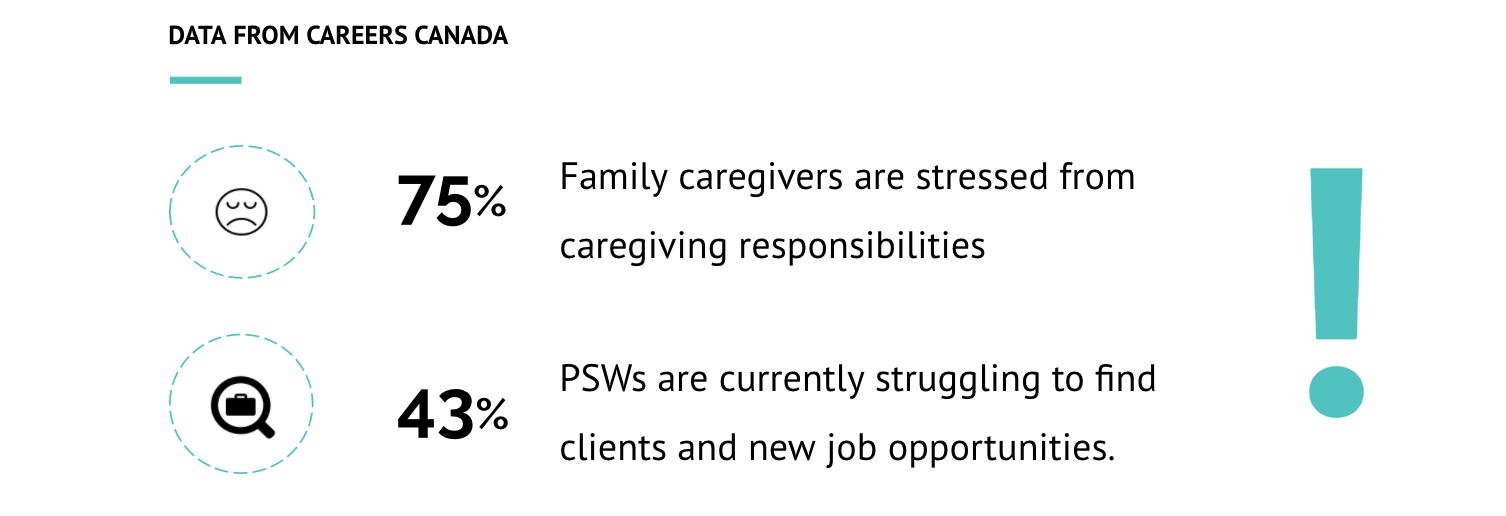 DATA FROM CAREERS CANADA
75% Family caregivers are stressed from
caregiving responsibilities
43% PSWs are currently struggling to find
clients and new job opportunities.
!